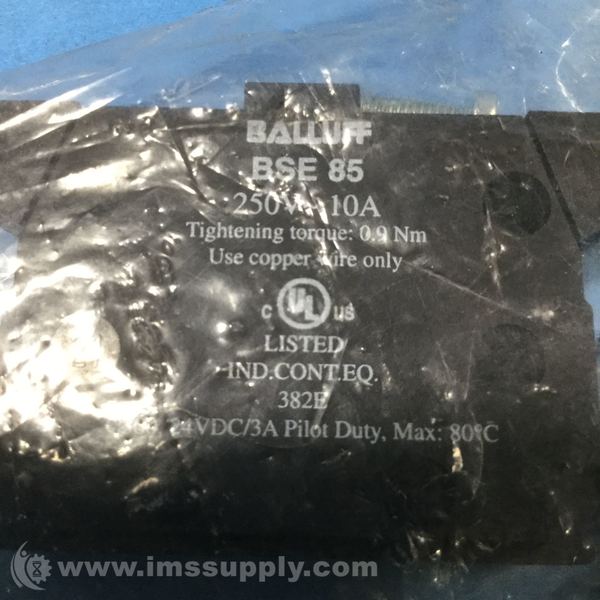 BALLUFF
BSE 85
250V~ 10A
Tightening torque: 0.9 Nm
Use copper wire only
c UL us
LISTED
IND.CONT.EQ.
382E
24VDC/3A Pilot Duty, Max: 80°C
www.imssupply.com